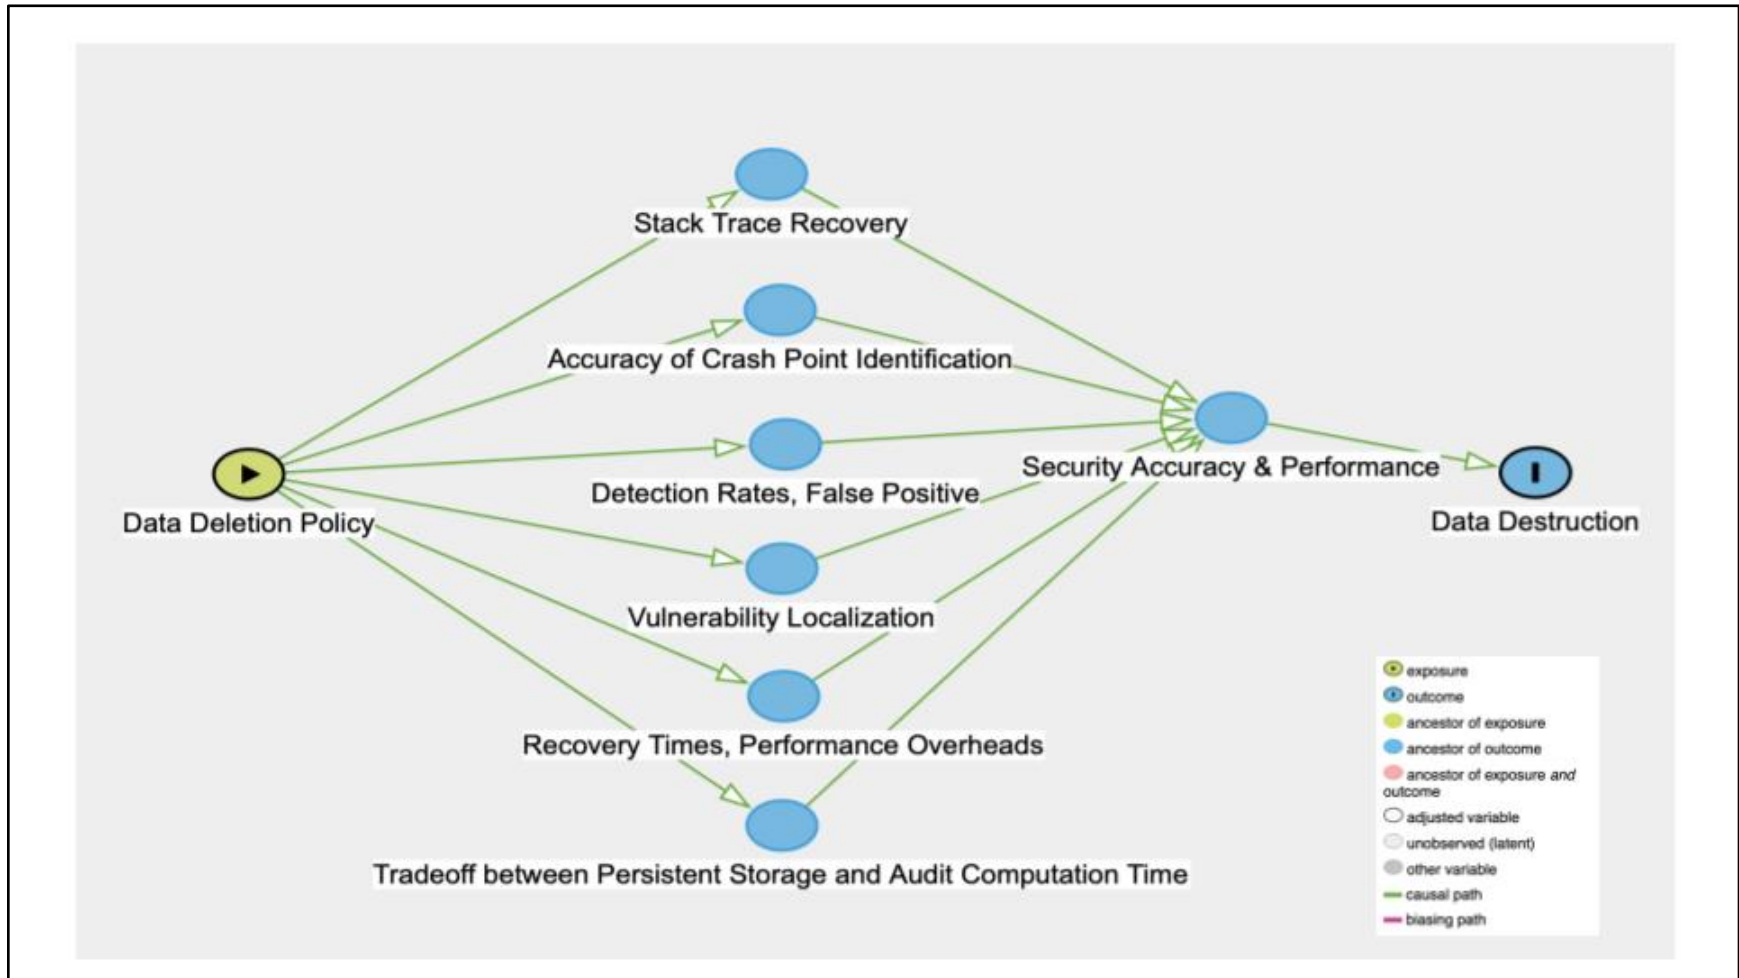 Stack Trace Recovery
Accuracy of Crash Point Identification
Detection Rates, False Positive
Security Accuracy & Performance
Data Deletion Policy
Data Destruction
Vulnerability Localization
Recovery Times, Performance Overheads
Tradeoff between Persistent Storage and Audit Computation Time
exposure
outcome
ancestor of exposure
ancestor of outcome
ancestor of exposure and
outcome
adjusted variable
unobserved (latent)
other variable
causal path
biasing path